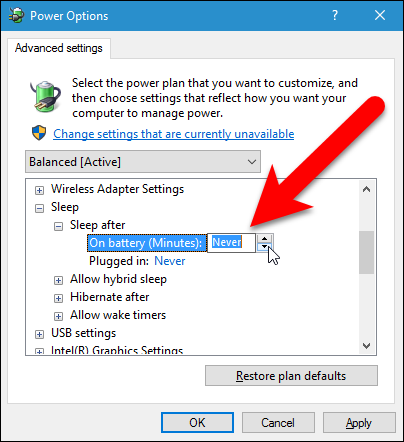 Power Options
Advanced settings
Select the power plan that you want to customize, and
then choose settings that reflect how you want your
computer to manage power.
Change settings that are currently unavailable
Balanced [Active]
Wireless Adapter Settings
Sleep
Sleep after
On battery (Minutes): Never
Plugged in: Never
Allow hybrid sleep
Hibernate after
Allow wake timers
USB settings
Intel(R) Graphics Settings
Restore plan defaults
OK Cancel Apply